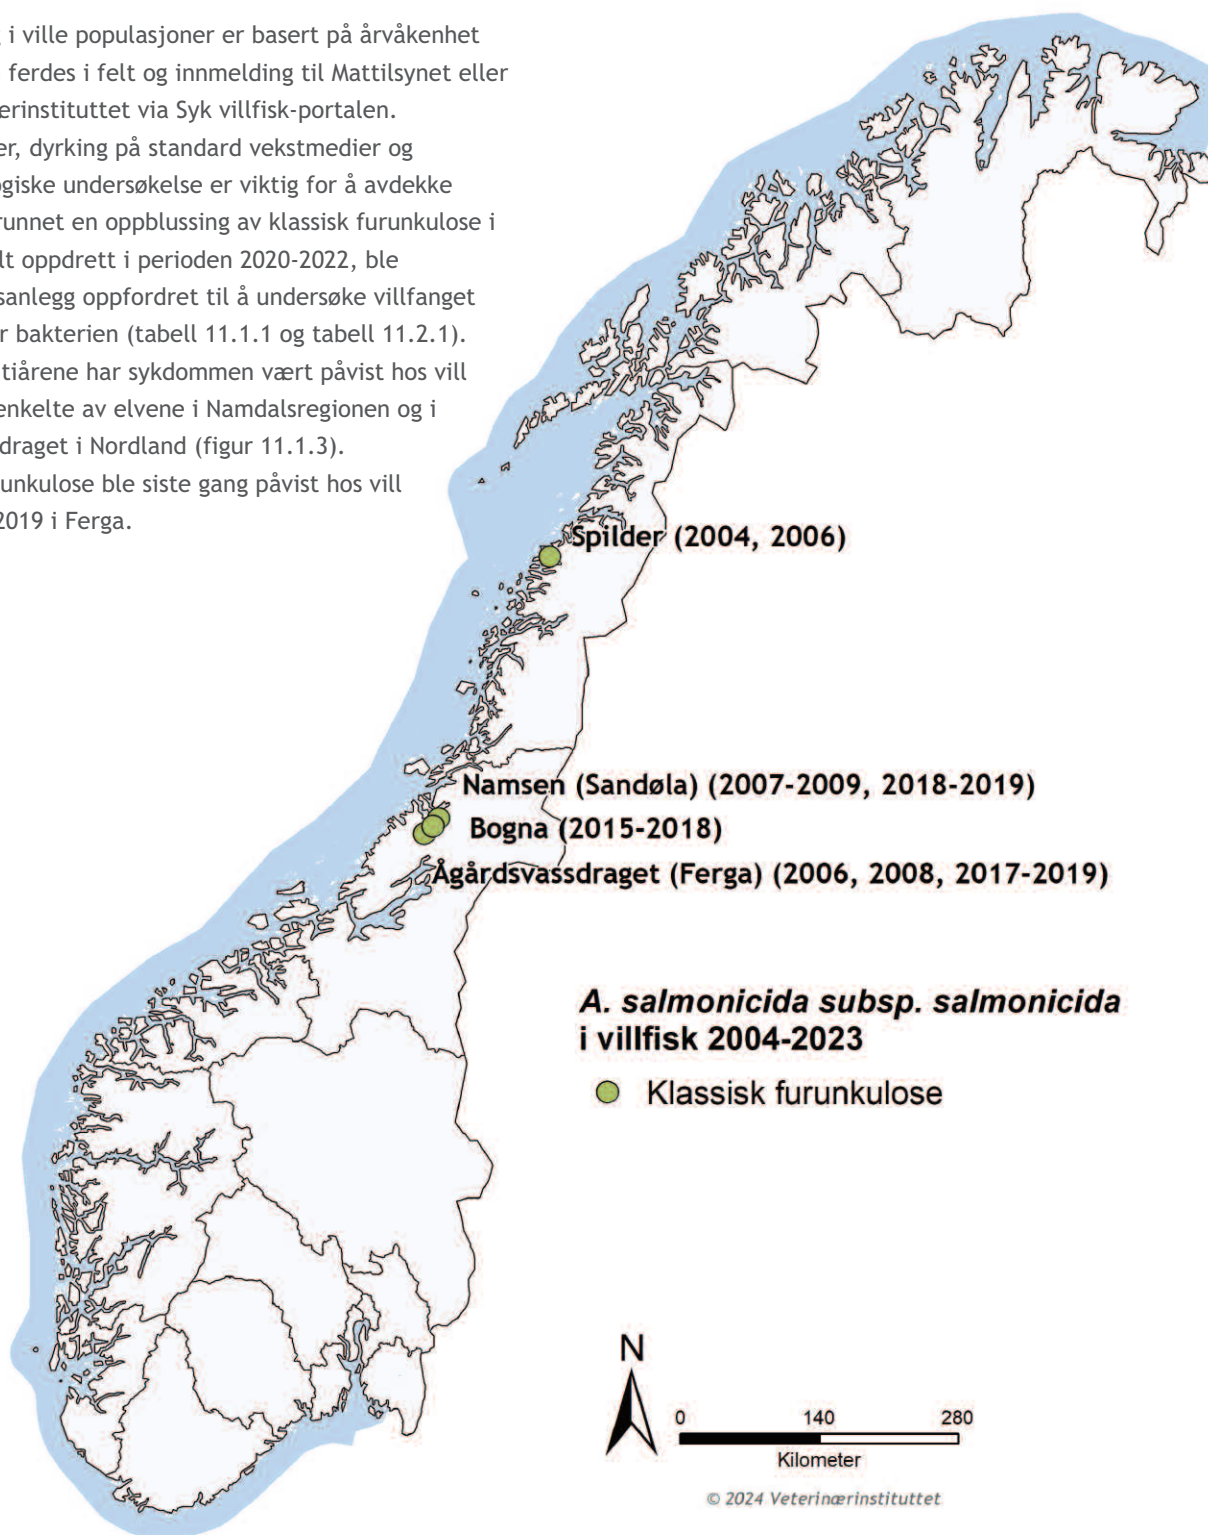 i ville populasjoner er basert på årvåkenhet
ferdes i felt og innmelding til Mattilsynet eller
erinstituttet via Syk villfisk-portalen.
er, dyrking på standard vekstmedier og
ogiske undersøkelse er viktig for å avdekke
runnet en oppblussing av klassisk furunkulose i
lt oppdrett i perioden 2020-2022, ble
sanlegg oppfordret til å undersøke villfanget
r bakterien (tabell 11.1.1 og tabell 11.2.1).
tiårene har sykdommen vært påvist hos vill
enkelte av elvene i Namdalsregionen og i
draget i Nordland (figur 11.1.3).
unkulose ble siste gang påvist hos vill
2019 i Ferga.
Spilder (2004, 2006)
Namsen (Sandøla) (2007-2009, 2018-2019)
Bogna (2015-2018)
Ågårdsvassdraget (Ferga) (2006, 2008, 2017-2019)
A. salmonicida subsp. salmonicida
i villfisk 2004-2023
Klassisk furunkulose
N
0 140 280
Kilometer
© 2024 Veterinærinstituttet